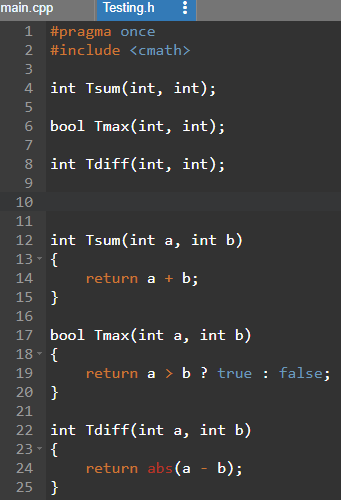 main.cpp Testing.h ⋮
1 #pragma once
2 #include <cmath>
3
4 int Tsum(int, int);
5
6 bool Tmax(int, int);
7
8 int Tdiff(int, int);
9
10
11
12 int Tsum(int a, int b)
13 {
14     return a + b;
15 }
16
17 bool Tmax(int a, int b)
18 {
19     return a > b ? true : false;
20 }
21
22 int Tdiff(int a, int b)
23 {
24     return abs(a - b);
25 }